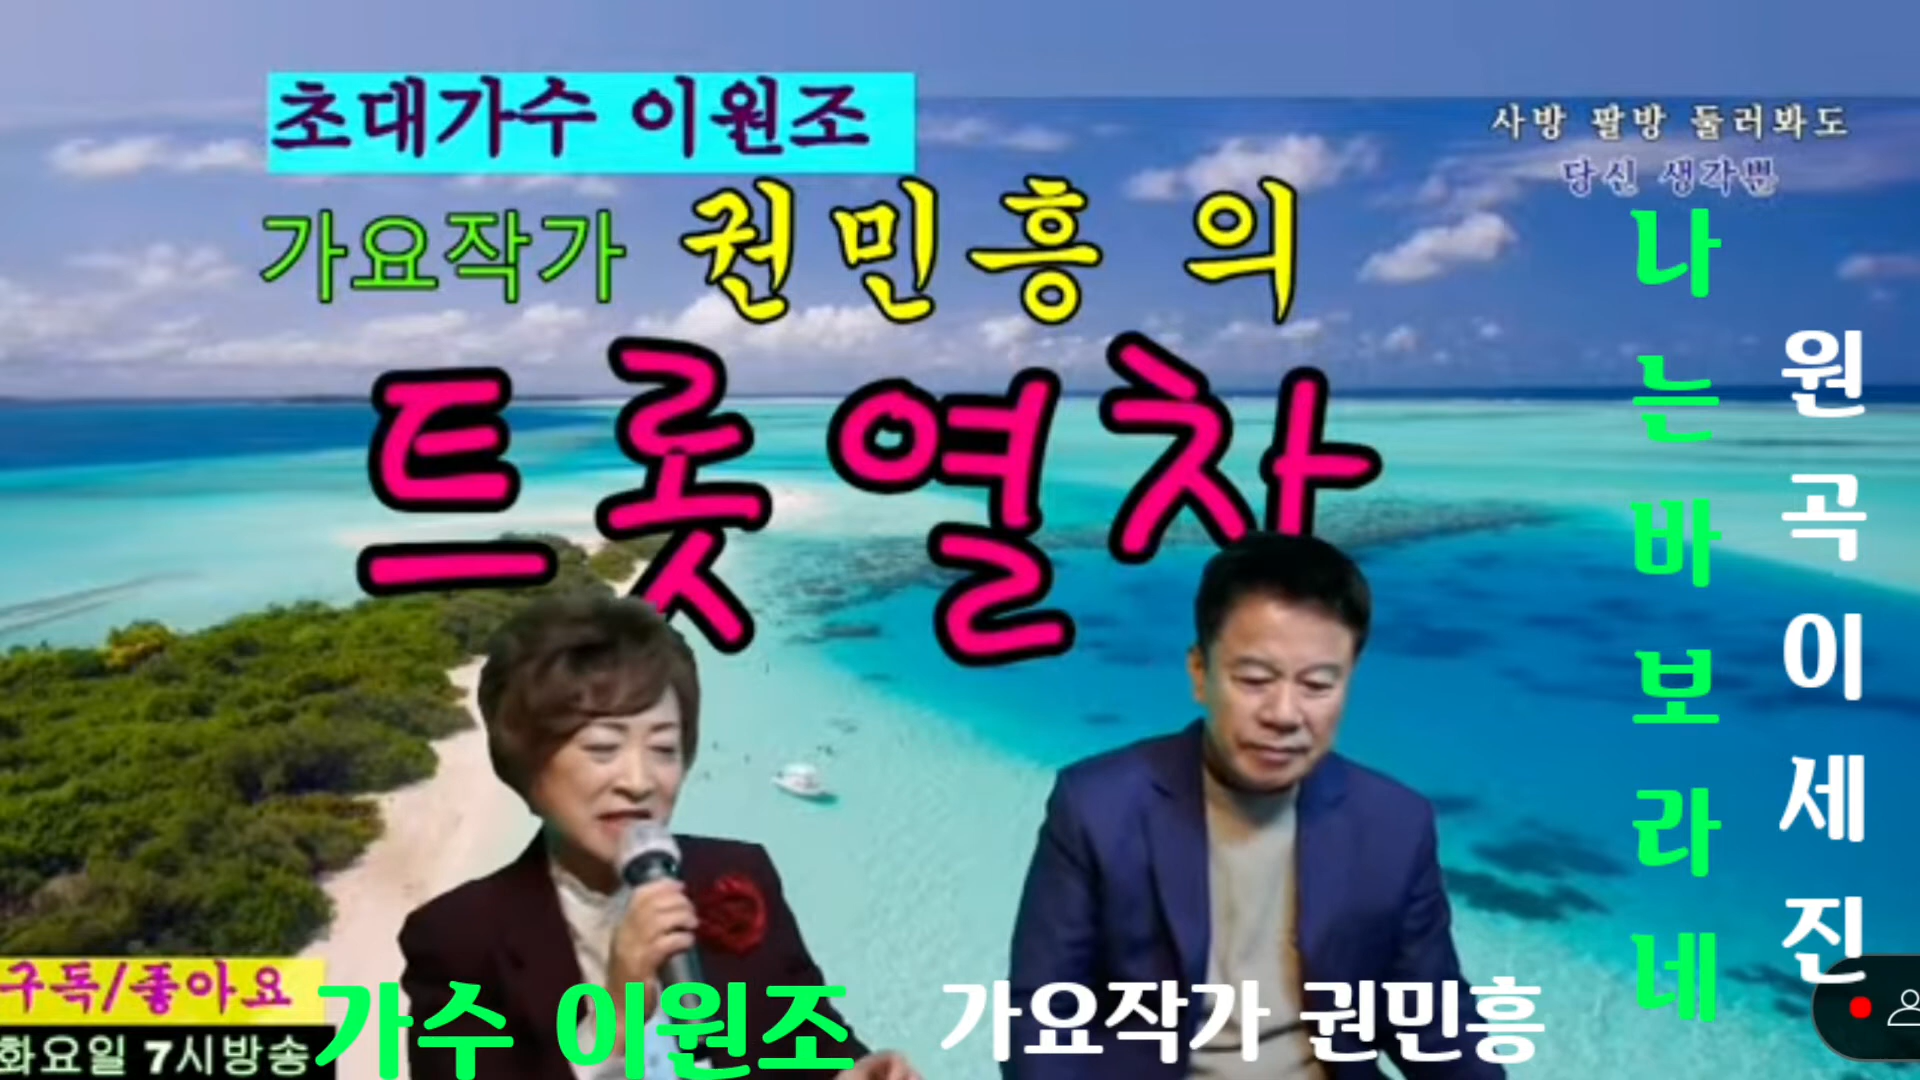 초대가수 이원조
가요작가 권민흥 의
트롯열차
사방 팔방 둘러봐도
당신 생각뿐
나는바보라네
원곡이세진
구독/좋아요
화요일 7시방송
가수 이원조
가요작가 권민흥